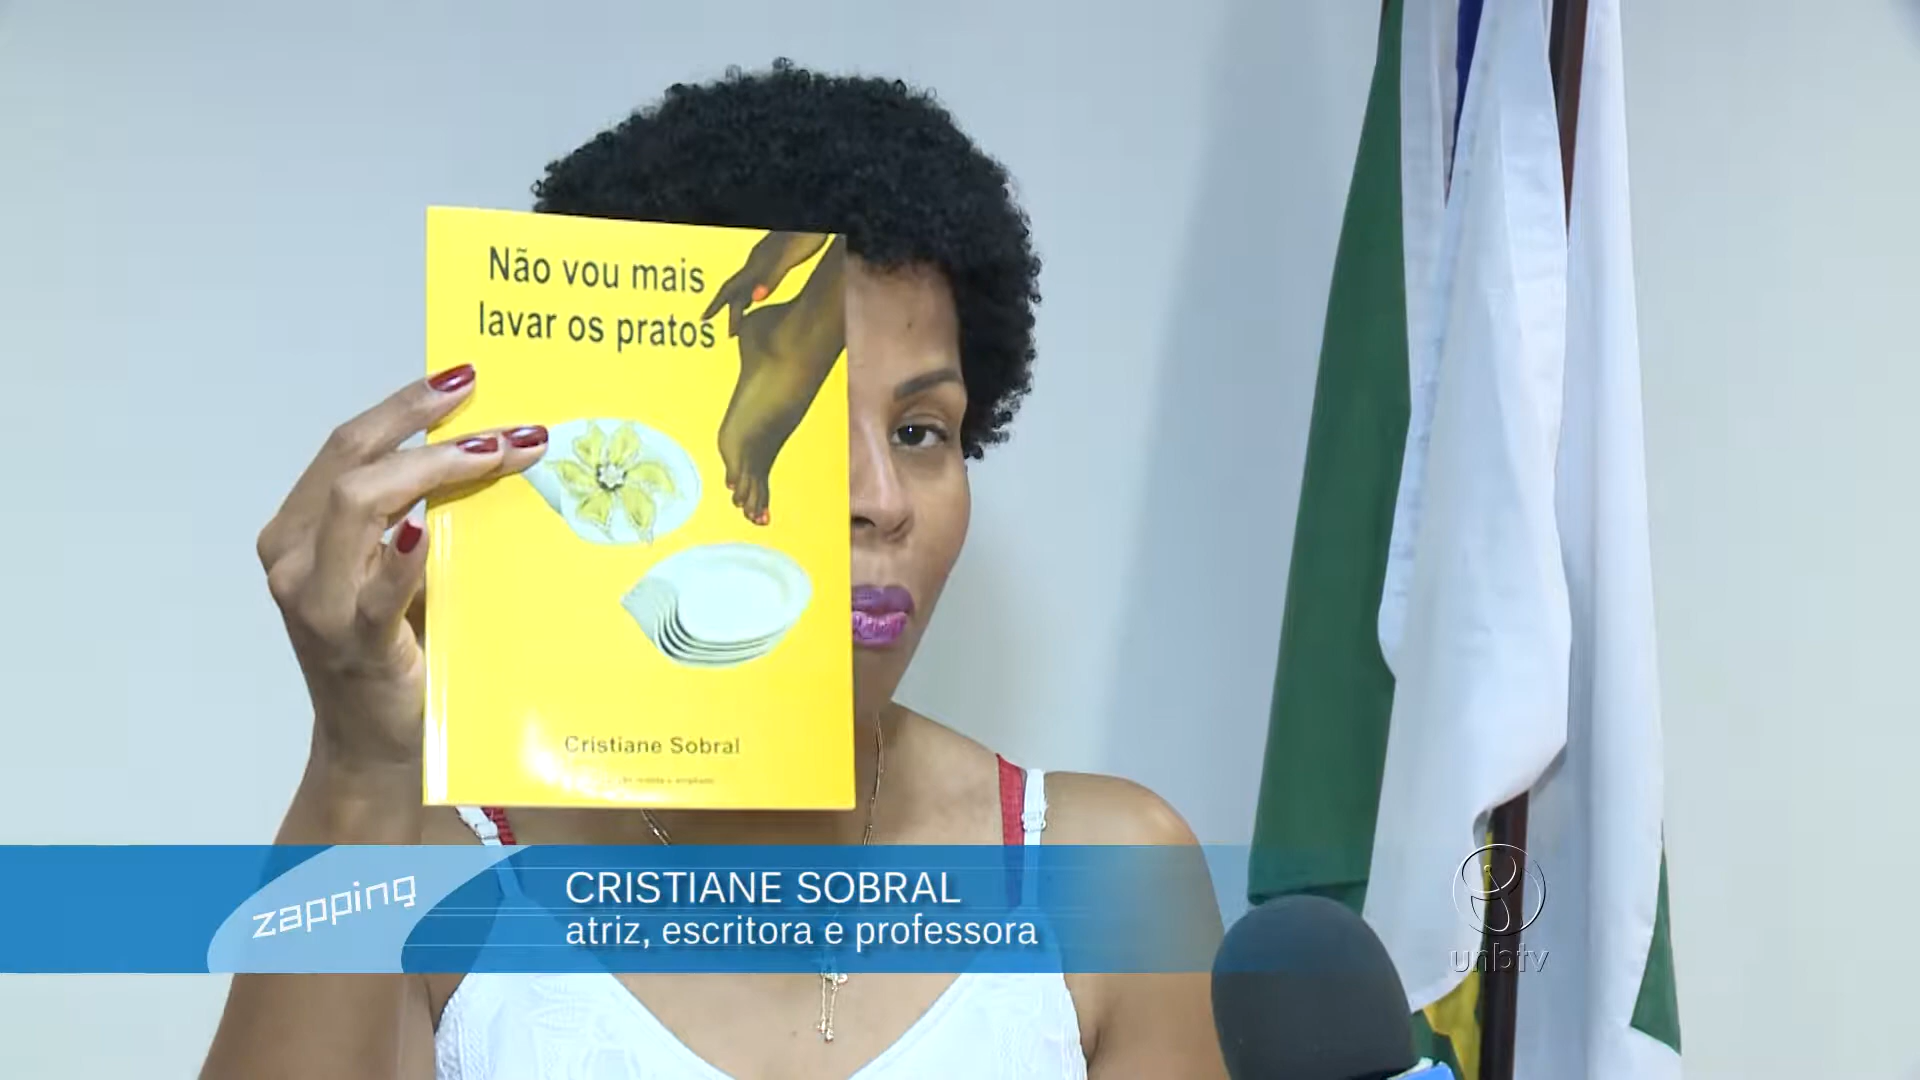 Não vou mais
lavar os pratos
Cristiane Sobral
zapping
CRISTIANE SOBRAL
atriz, escritora e professora
unbtv